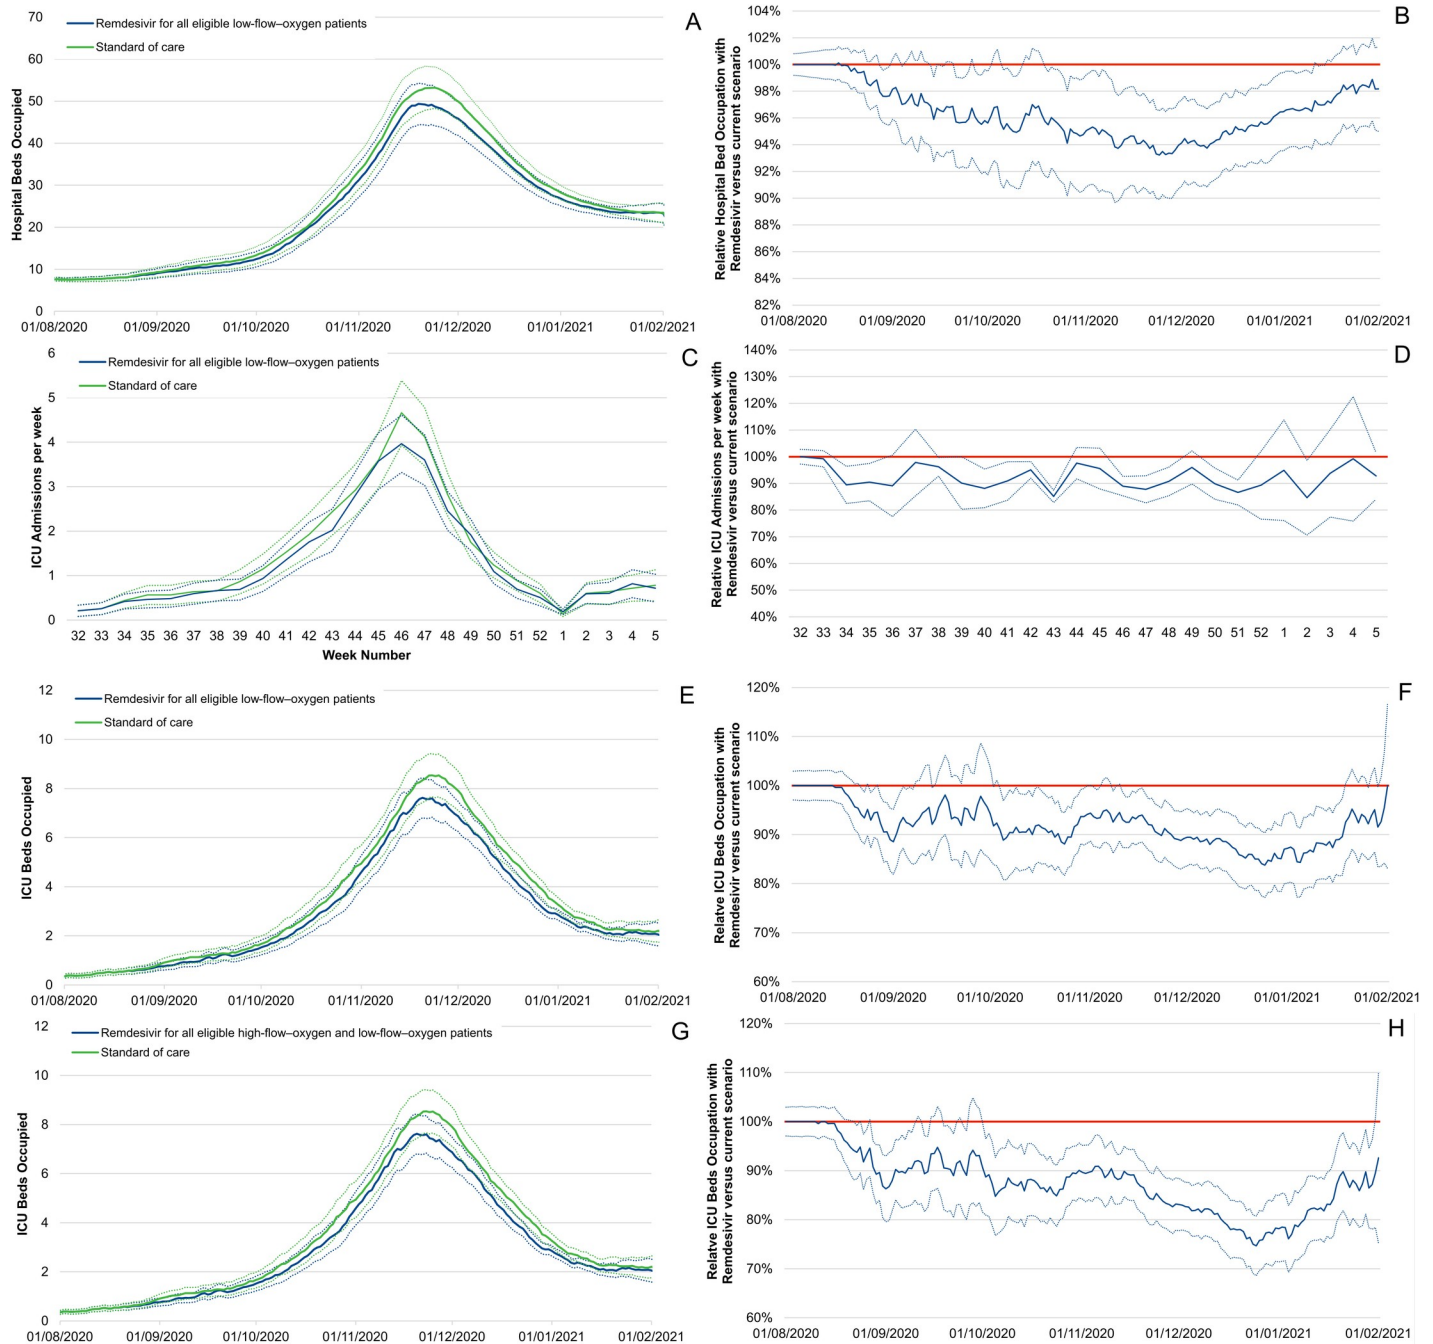 A
Hospital Beds Occupied
70
60
50
40
30
20
10
0
Remdesivir for all eligible low-flow–oxygen patients
Standard of care
01/08/2020 01/09/2020 01/10/2020 01/11/2020 01/12/2020 01/01/2021 01/02/2021
B
Relative Hospital Bed Occupation with
Remdesivir versus current scenario
104%
102%
100%
98%
96%
94%
92%
90%
88%
86%
84%
82%
01/08/2020 01/09/2020 01/10/2020 01/11/2020 01/12/2020 01/01/2021 01/02/2021
C
ICU Admissions per week
6
5
4
3
2
1
0
Remdesivir for all eligible low-flow–oxygen patients
Standard of care
32 33 34 35 36 37 38 39 40 41 42 43 44 45 46 47 48 49 50 51 52 1 2 3 4 5
Week Number
D
Relative ICU Admissions per week with
Remdesivir versus current scenario
140%
130%
120%
110%
100%
90%
80%
70%
60%
50%
40%
32 33 34 35 36 37 38 39 40 41 42 43 44 45 46 47 48 49 50 51 52 1 2 3 4 5
E
ICU Beds Occupied
12
10
8
6
4
2
0
Remdesivir for all eligible low-flow–oxygen patients
Standard of care
01/08/2020 01/09/2020 01/10/2020 01/11/2020 01/12/2020 01/01/2021 01/02/2021
F
Relatve ICU Beds Occupation with
Remdesivir versus current scenario
120%
110%
100%
90%
80%
70%
60%
01/08/2020 01/09/2020 01/10/2020 01/11/2020 01/12/2020 01/01/2021 01/02/2021
G
ICU Beds Occupied
12
10
8
6
4
2
0
Remdesivir for all eligible high-flow–oxygen and low-flow–oxygen patients
Standard of care
01/08/2020 01/09/2020 01/10/2020 01/11/2020 01/12/2020 01/01/2021 01/02/2021
H
Relatve ICU Beds Occupation with
Remdesivir versus current scenario
120%
110%
100%
90%
80%
70%
60%
01/08/2020 01/09/2020 01/10/2020 01/11/2020 01/12/2020 01/01/2021 01/02/2021